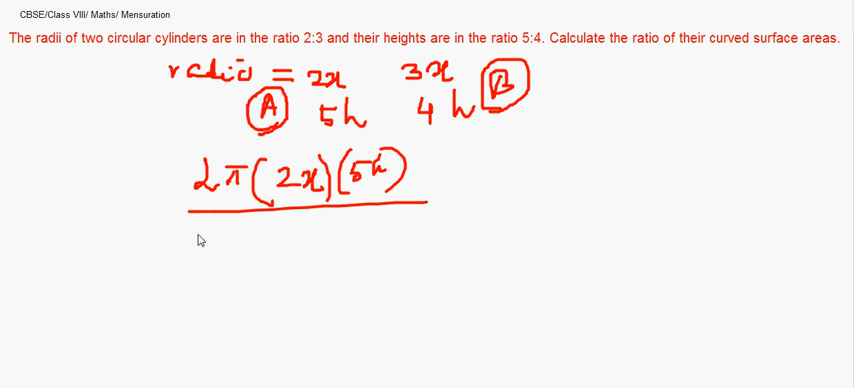 CBSE/Class VIII/ Maths/ Mensuration
The radii of two circular cylinders are in the ratio 2:3 and their heights are in the ratio 5:4. Calculate the ratio of their curved surface areas.
radio = 2x 3x B
A 5h 4h
2π(2x)(5h)